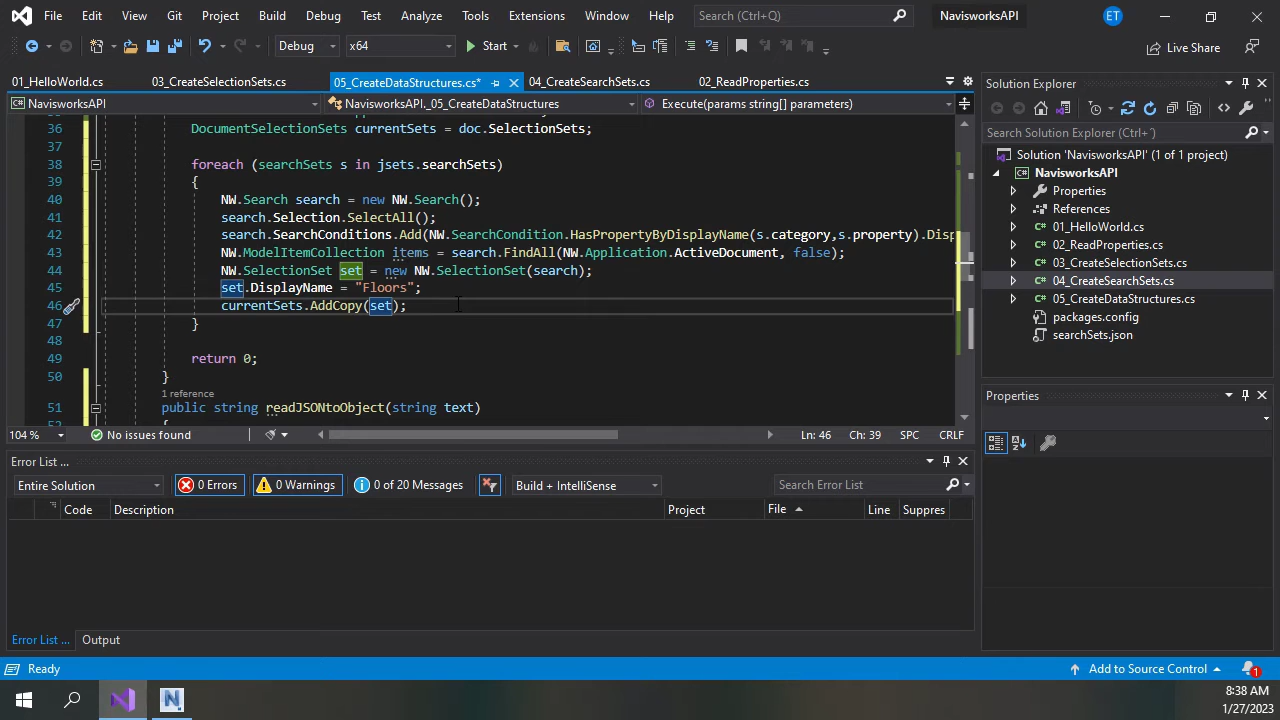 File Edit View Git Project Build Debug Test Analyze Tools Extensions Window Help Search (Ctrl+Q) NavisworksAPI ET
Debug x64 Start Live Share
01_HelloWorld.cs 03_CreateSelectionSets.cs 05_CreateDataStructures.cs* 04_CreateSearchSets.cs 02_ReadProperties.cs
NavisworksAPI NavisworksAPI._05_CreateDataStructures Execute(params string[] parameters)
36 DocumentSelectionSets currentSets = doc.SelectionSets;
37
38 foreach (searchSets s in jsets.searchSets)
39 {
40 NW.Search search = new NW.Search();
41 search.Selection.SelectAll();
42 search.SearchConditions.Add(NW.SearchCondition.HasPropertyByDisplayName(s.category,s.property).Disp
43 NW.ModelItemCollection items = search.FindAll(NW.Application.ActiveDocument, false);
44 NW.SelectionSet set = new NW.SelectionSet(search);
45 set.DisplayName = "Floors";
46 currentSets.AddCopy(set);
47 }
48
49 return 0;
50 }
1 reference
51 public string readJSONtoObject(string text)
52 {
104 % No issues found Ln: 46 Ch: 39 SPC CRLF
Error List ...
Entire Solution 0 Errors 0 Warnings 0 of 20 Messages Build + IntelliSense Search Error List
Code Description Project File Line Suppres
Error List ... Output
Solution Explorer
Search Solution Explorer (Ctrl+')
Solution 'NavisworksAPI' (1 of 1 project)
NavisworksAPI
Properties
References
01_HelloWorld.cs
02_ReadProperties.cs
03_CreateSelectionSets.cs
04_CreateSearchSets.cs
05_CreateDataStructures.cs
packages.config
searchSets.json
Properties
Ready Add to Source Control 1
8:38 AM
1/27/2023